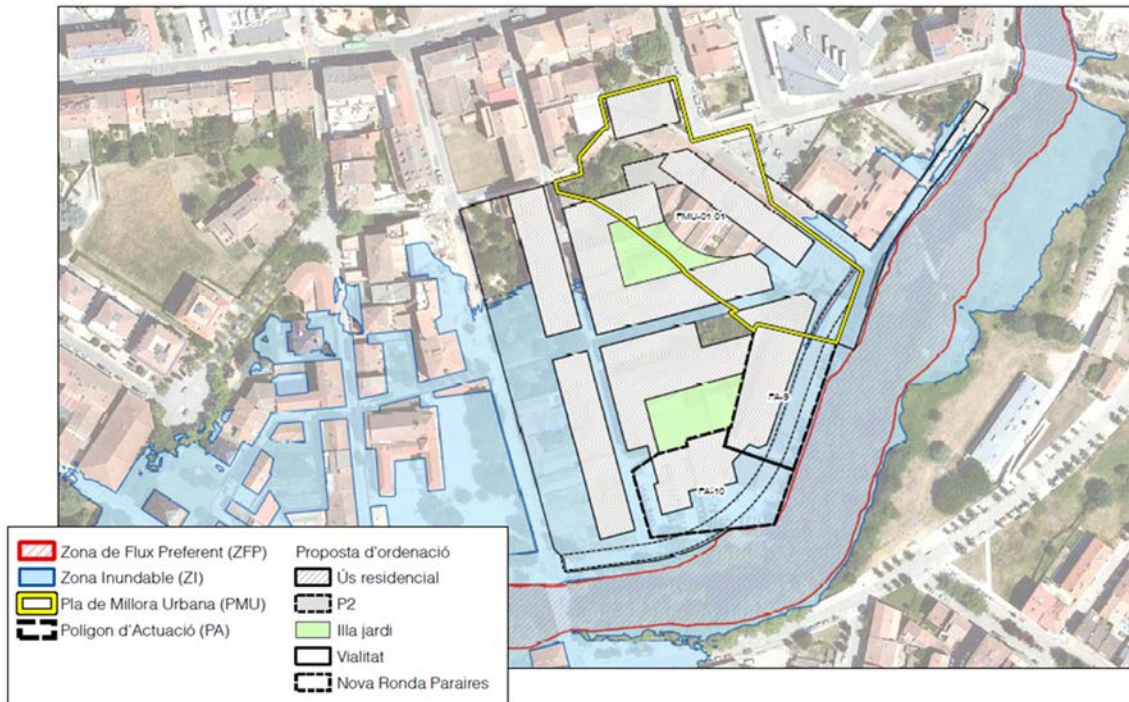 PMU-01.01
PA-9
PA-10
Zona de Flux Preferent (ZFP)
Zona Inundable (ZI)
Pla de Millora Urbana (PMU)
Polígon d'Actuació (PA)
Proposta d'ordenació
Ús residencial
P2
Illa jardí
Vialitat
Nova Ronda Paraires